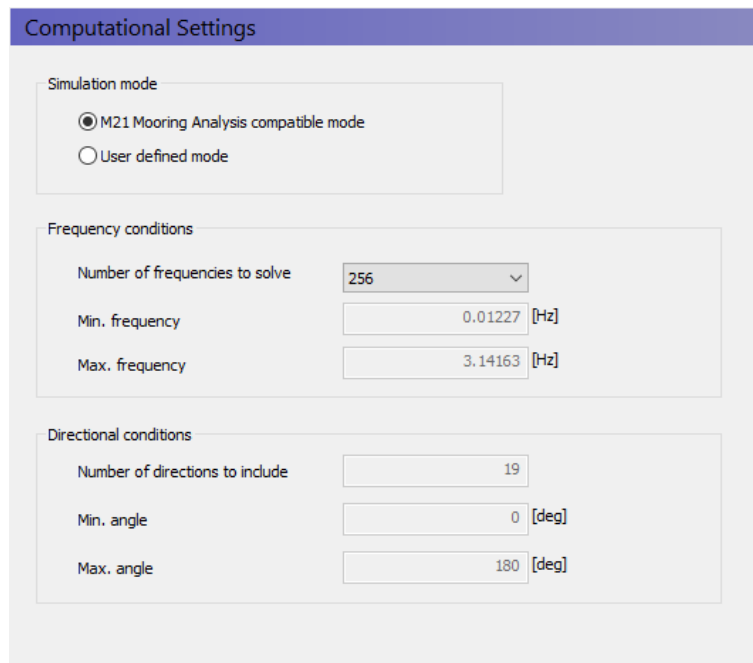 Computational Settings
Simulation mode
M21 Mooring Analysis compatible mode
User defined mode
Frequency conditions
Number of frequencies to solve 256
Min. frequency 0.01227 [Hz]
Max. frequency 3.14163 [Hz]
Directional conditions
Number of directions to include 19
Min. angle 0 [deg]
Max. angle 180 [deg]